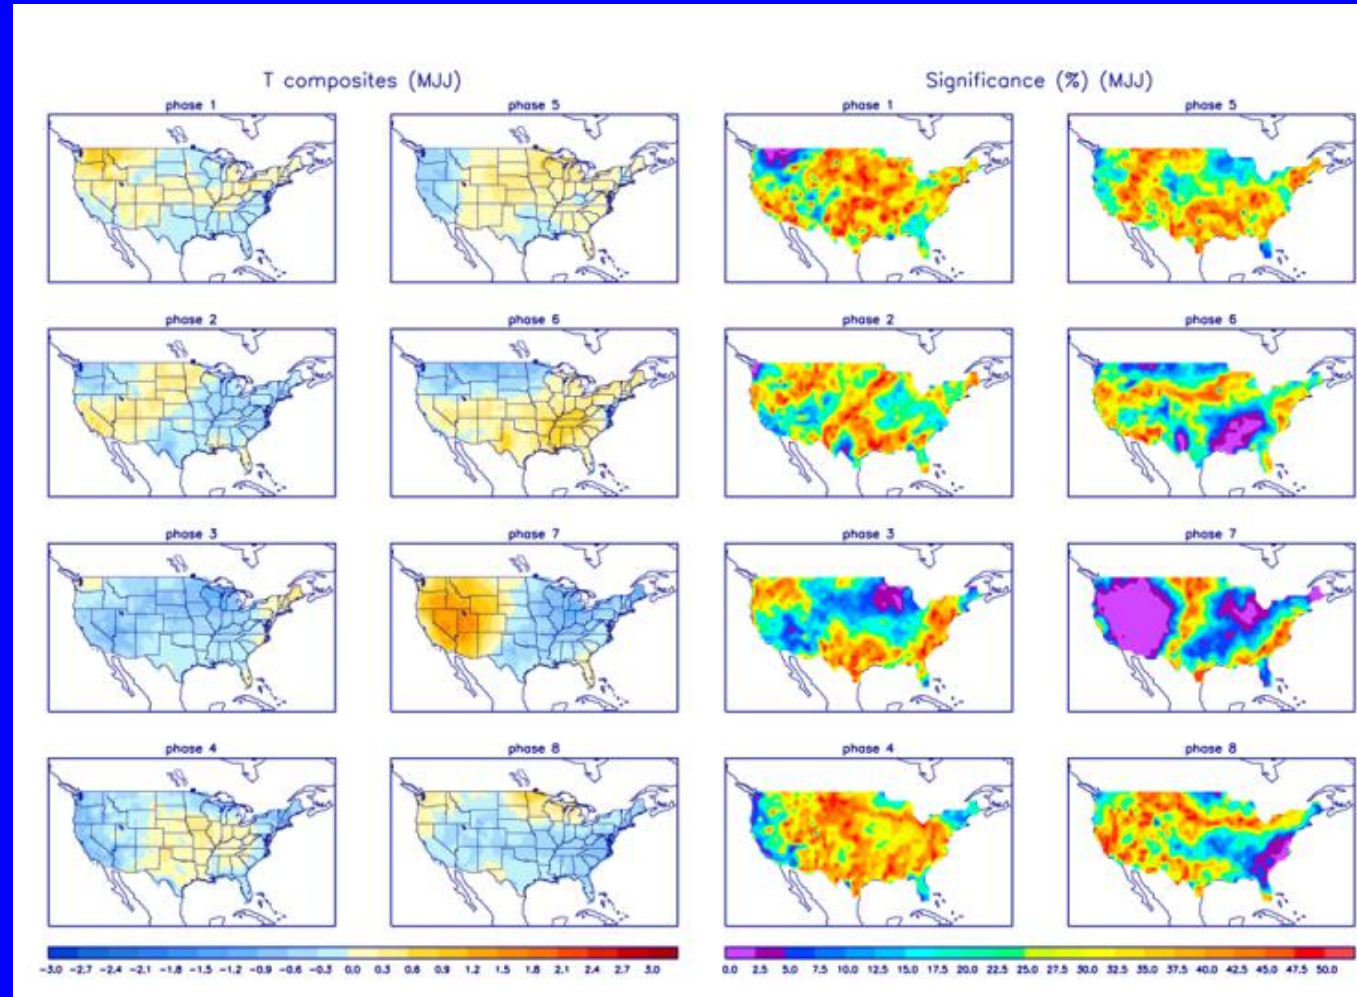 T composites (MJJ) Significance (%) (MJJ)
phase 1 phase 5 phase 1 phase 5
phase 2 phase 6 phase 2 phase 6
phase 3 phase 7 phase 3 phase 7
phase 4 phase 8 phase 4 phase 8
-3.0 -2.7 -2.4 -2.1 -1.8 -1.5 -1.2 -0.9 -0.6 -0.3 0.0 0.3 0.6 0.9 1.2 1.5 1.8 2.1 2.4 2.7 3.0 0.0 2.5 5.0 7.5 10.0 12.5 15.0 17.5 20.0 22.5 25.0 27.5 30.0 32.5 35.0 37.5 40.0 42.5 45.0 47.5 50.0